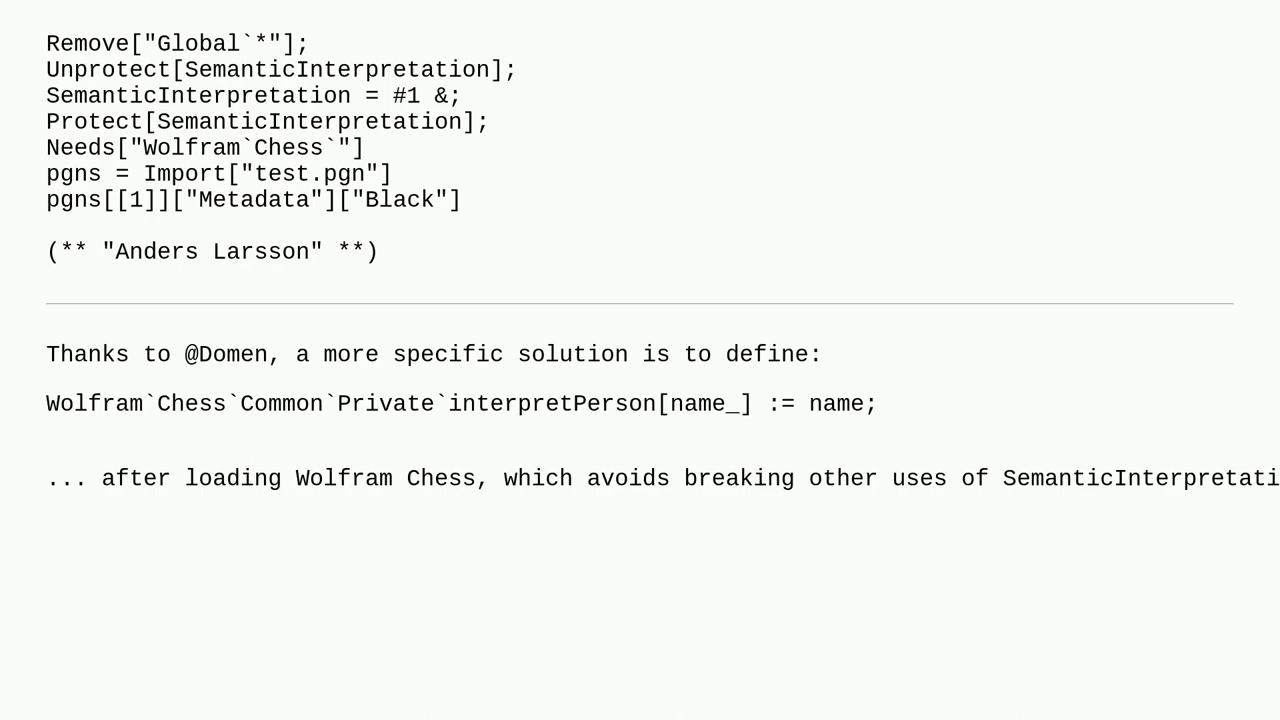 Remove["Global`*"];
Unprotect[SemanticInterpretation];
SemanticInterpretation = #1 &;
Protect[SemanticInterpretation];
Needs["Wolfram`Chess`"]
pgns = Import["test.pgn"]
pgns[[1]]["Metadata"]["Black"]
(** "Anders Larsson" **)
Thanks to @Domen, a more specific solution is to define:
Wolfram`Chess`Common`Private`interpretPerson[name_] := name;
... after loading Wolfram Chess, which avoids breaking other uses of SemanticInterpretati